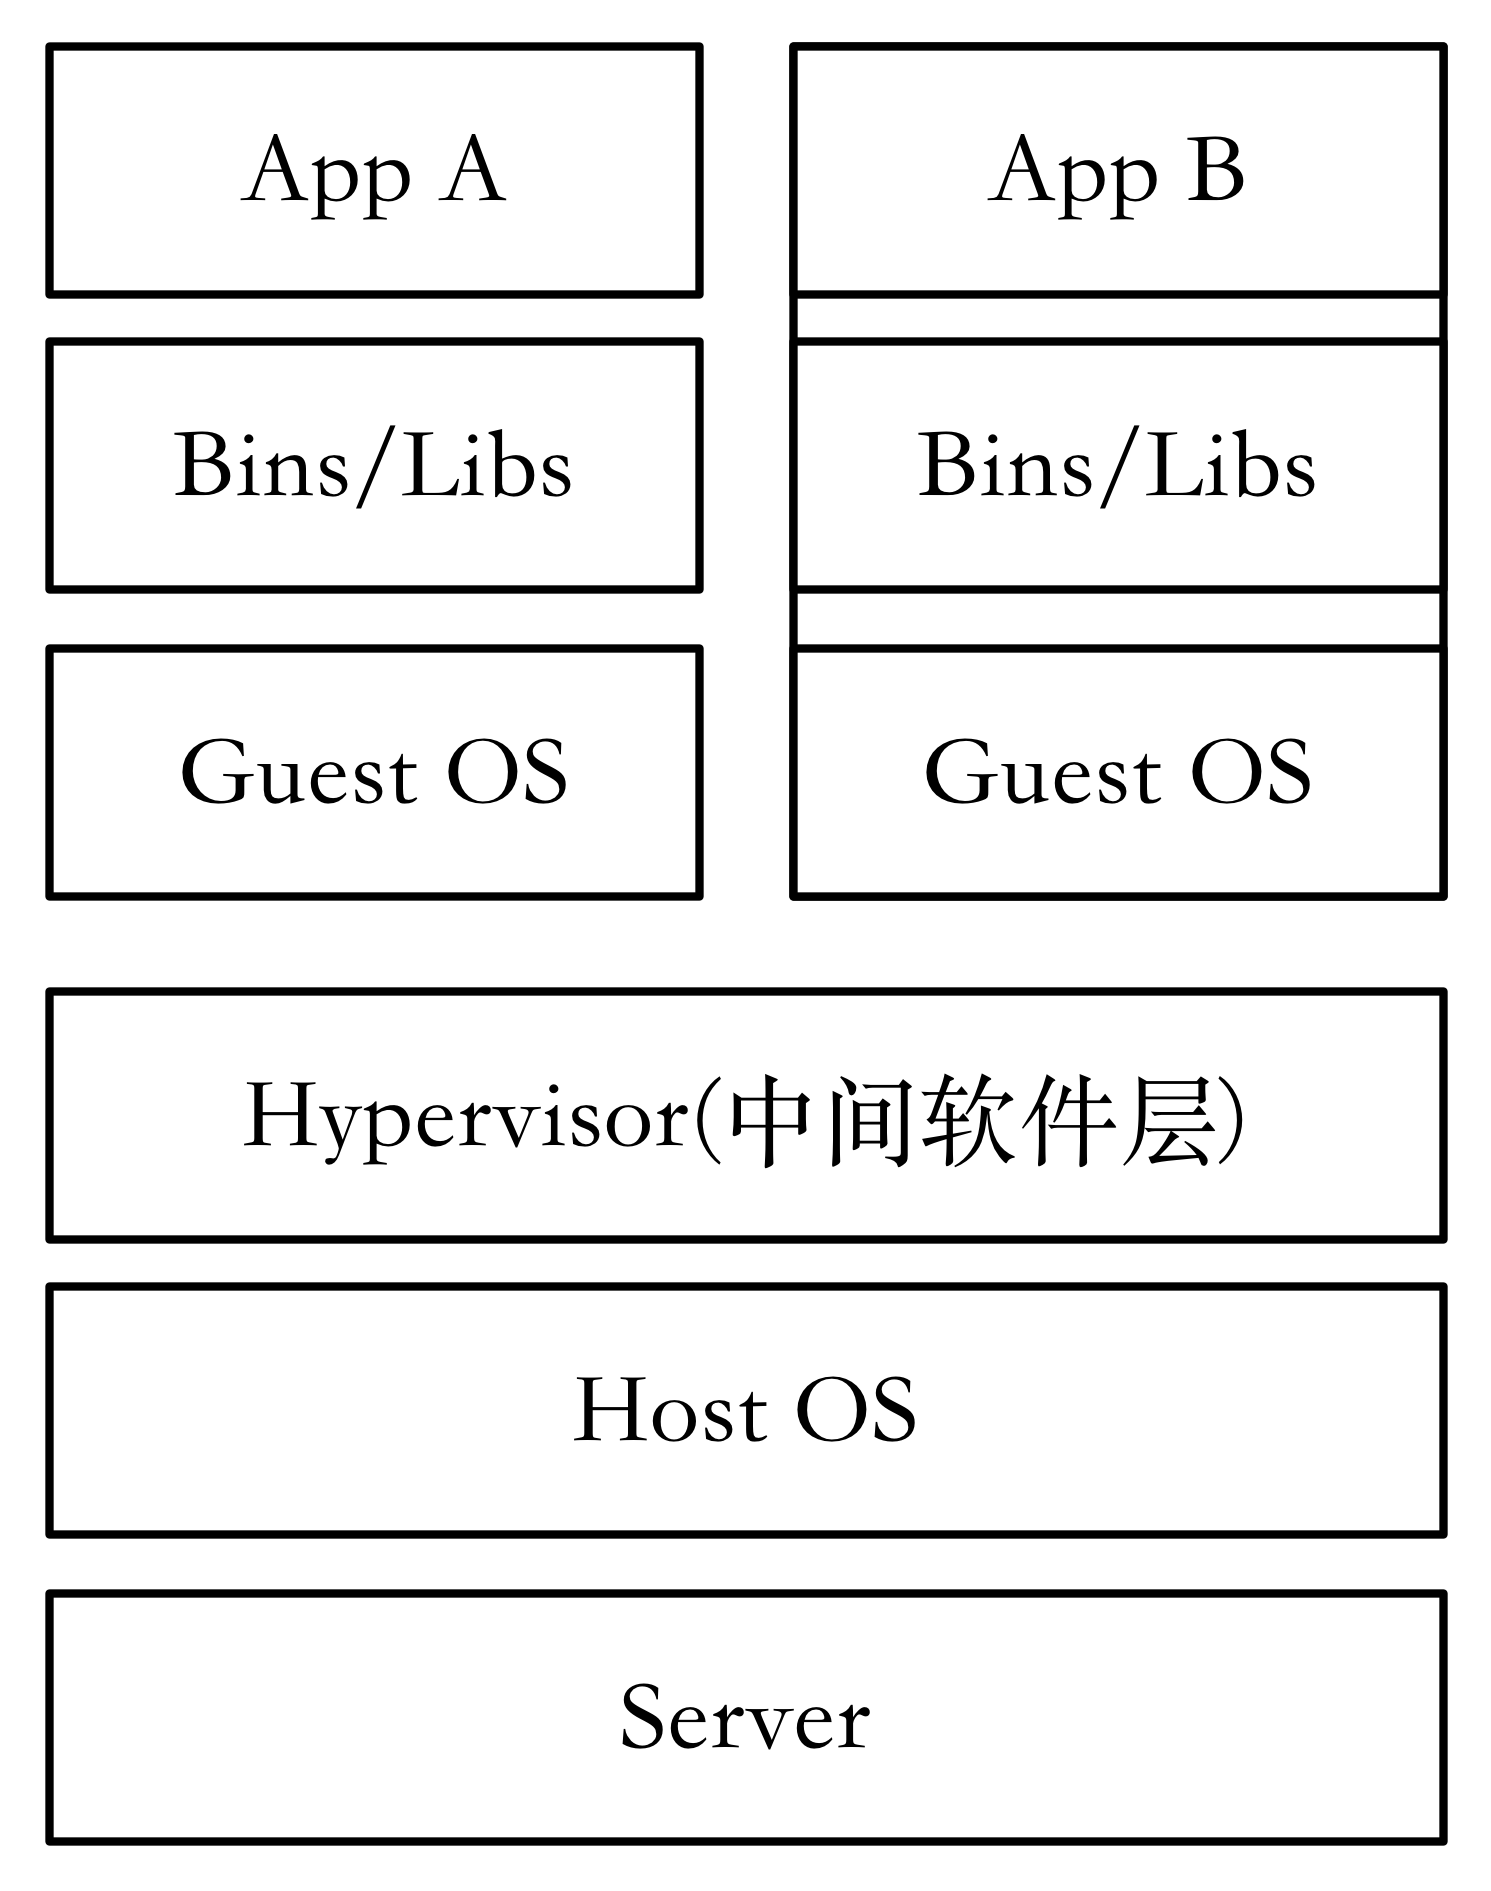 App A
App B
Bins/Libs
Bins/Libs
Guest OS
Guest OS
Hypervisor(中间软件层)
Host OS
Server